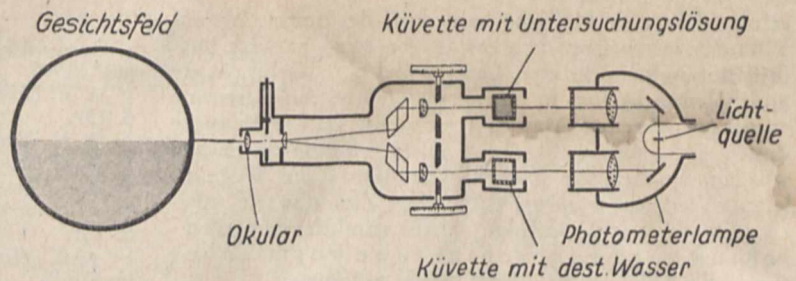 Gesichtsfeld
Küvette mit Untersuchungslösung
Licht-
quelle
Okular
Photometerlampe
Küvette mit dest. Wasser